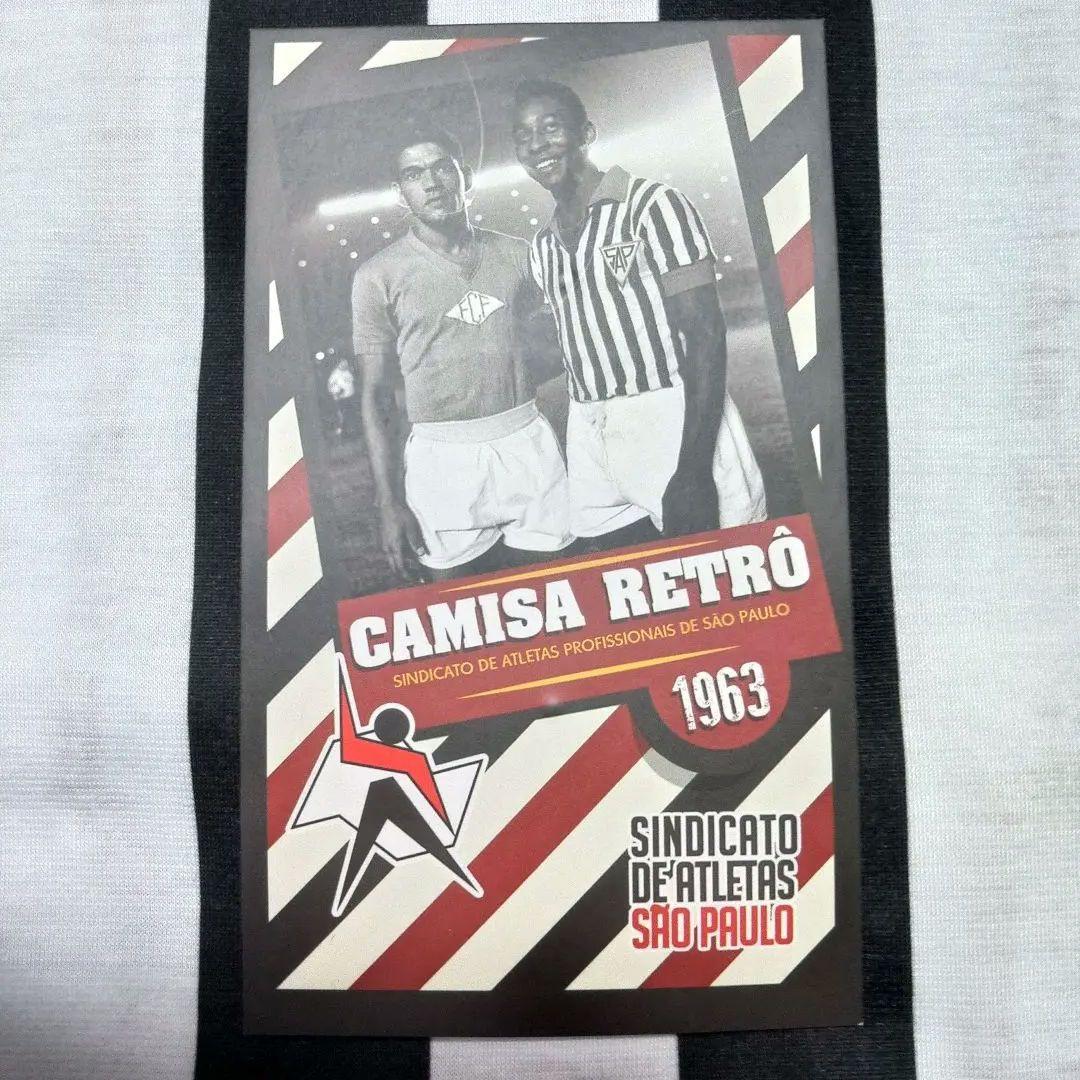 FCF
SAP
CAMISA RETRÔ
SINDICATO DE ATLETAS PROFISSIONAIS DE SÃO PAULO
1963
SINDICATO
DE ATLETAS
SÃO PAULO